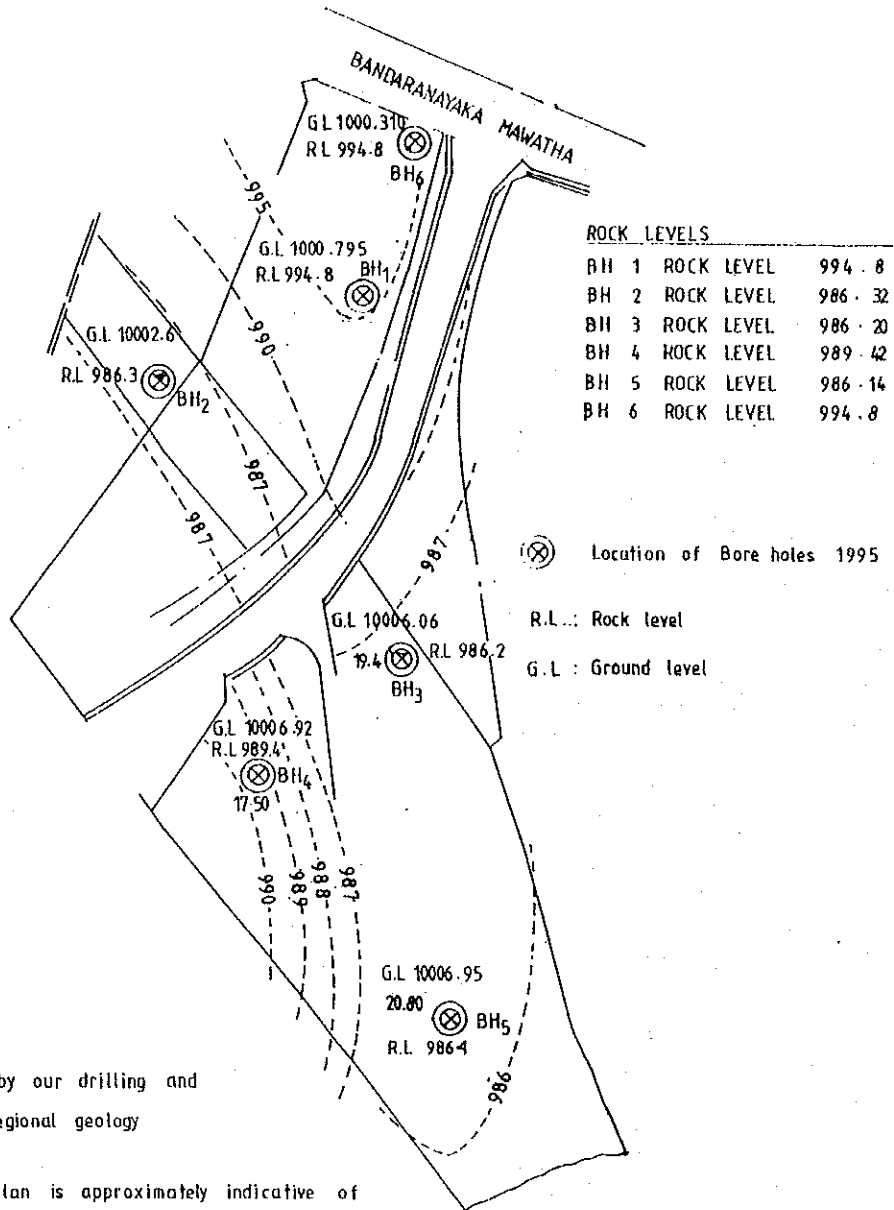 BANDARANAYAKA MAWATHA
G.L 1000.310
R.L 994.8
BH6
995
G.L 1000.795
R.L 994.8
BH1
ROCK LEVELS
BH 1 ROCK LEVEL 994.8
BH 2 ROCK LEVEL 986.32
BH 3 ROCK LEVEL 986.20
BH 4 ROCK LEVEL 989.42
BH 5 ROCK LEVEL 986.14
BH 6 ROCK LEVEL 994.8
990
G.L 10002.6
R.L 986.3
BH2
987
987
987
Location of Bore holes 1995
R.L..: Rock level
G.L : Ground level
G.L 10006.06
19.4
R.L 986.2
BH3
G.L 10006.92
R.L 989.4
BH4
17.50
990
989
988
987
G.L 10006.95
20.80
BH5
R.L 986.1
986
by our drilling and
egional geology
lan is approximately indicative of